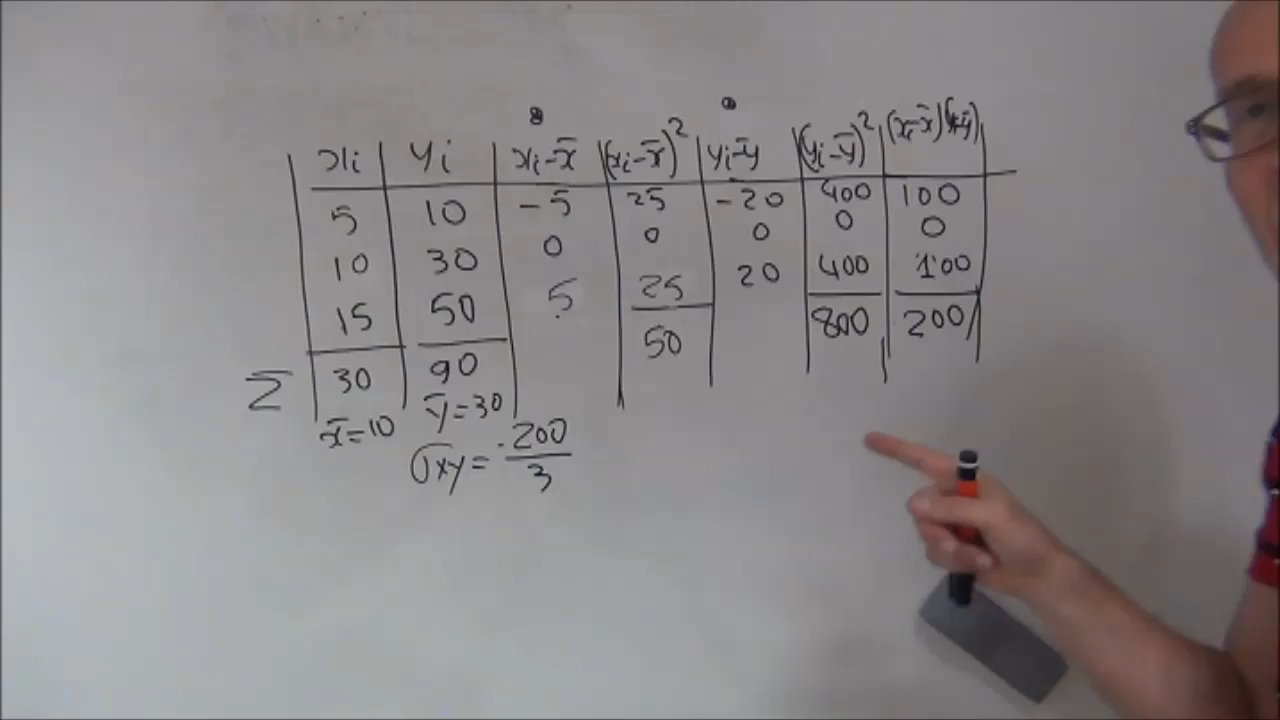 xi yi xi-x̄ (xi-x̄)² yi-ȳ (yi-ȳ)² (xi-x̄)(yi-ȳ)
5 10 -5 25 -20 400 100
10 30 0 0 0 0 0
15 50 5 25 20 400 100
Σ 30 90 50 800 200
x̄=10 ȳ=30
σxy= 200/3